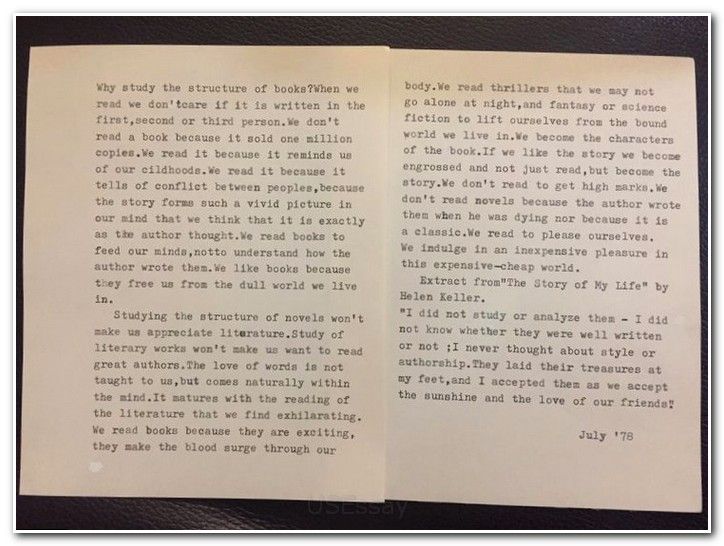 Why study the structure of books?When we
read we don'tcare if it is written in the
first,second or third person.We don't
read a book because it sold one million
copies.We read it because it reminds us
of our cildhoods.We read it because it
tells of conflict between peoples,because
the story forms such a vivid picture in
our mind that we think that it is exactly
as the author thought.We read books to
feed our minds,notto understand how the
author wrote them.We like books because
they free us from the dull world we live
in.
Studying the structure of novels won't
make us appreciate literature.Study of
literary works won't make us want to read
great authors.The love of words is not
taught to us,but comes naturally within
the mind.It matures with the reading of
the literature that we find exhilarating.
We read books because they are exciting,
they make the blood surge through our
body.We read thrillers that we may not
go alone at night,and fantasy or science
fiction to lift ourselves from the bound
world we live in.We become the characters
of the book.If we like the story we become
engrossed and not just read,but become the
story.We don't read to get high marks.We
don't read novels because the author wrote
them when he was dying nor because it is
a classic.We read to please ourselves.
We indulge in an inexpensive pleasure in
this expensive-cheap world.
Extract from"The Story of My Life" by
Helen Keller.
"I did not study or analyze them - I did
not know whether they were well written
or not ;I never thought about style or
authorship.They laid their treasures at
my feet,and I accepted them as we accept
the sunshine and the love of our friends"
July '78
USEssay